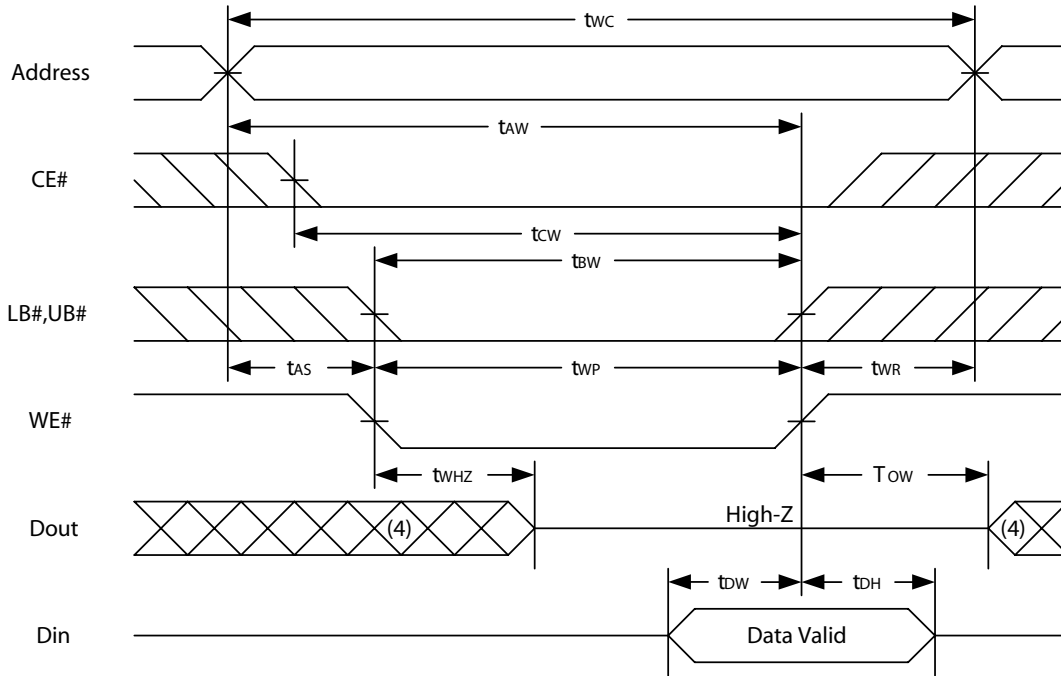 tWC
Address
tAW
CE#
tCW
tBW
LB#,UB#
tAS
tWP
tWR
WE#
tWHZ
TOW
Dout
(4)
High-Z
(4)
tDW
tDH
Din
Data Valid